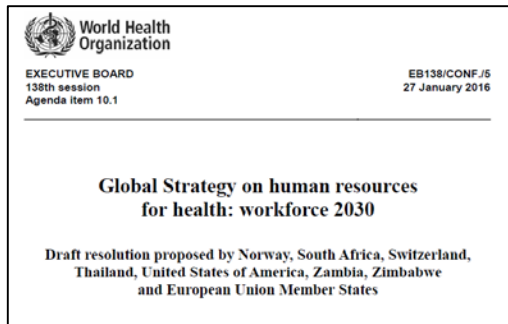 World Health
Organization
EXECUTIVE BOARD
138th session
Agenda item 10.1
EB138/CONF./5
27 January 2016
Global Strategy on human resources
for health: workforce 2030
Draft resolution proposed by Norway, South Africa, Switzerland,
Thailand, United States of America, Zambia, Zimbabwe
and European Union Member States